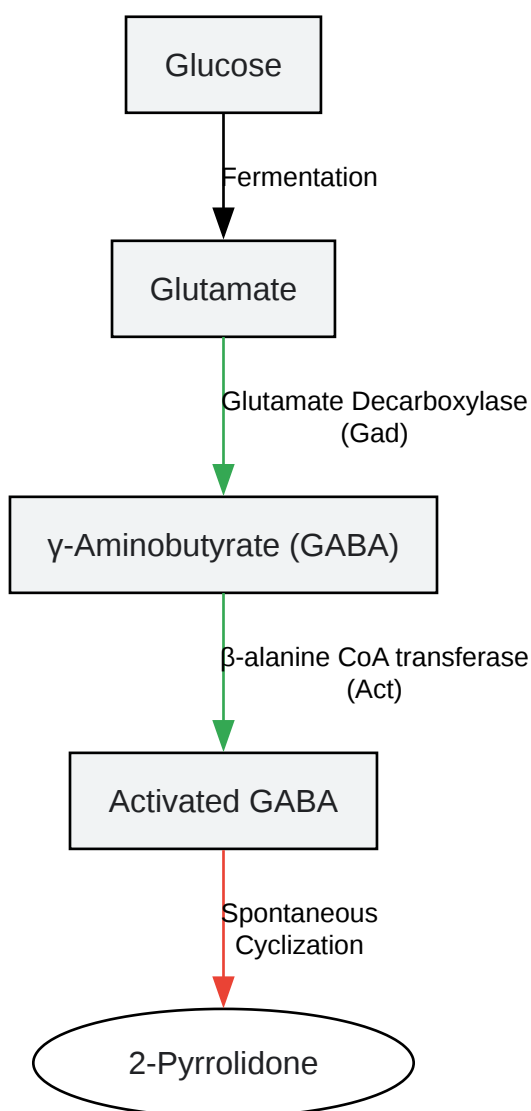 Glucose
Fermentation
Glutamate
Glutamate Decarboxylase
(Gad)
γ-Aminobutyrate (GABA)
β-alanine CoA transferase
(Act)
Activated GABA
Spontaneous
Cyclization
2-Pyrrolidone